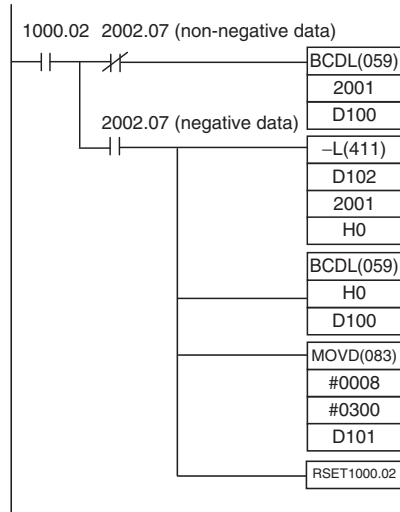 1000.02 2002.07 (non-negative data)
BCDL(059)
2001
D100
2002.07 (negative data)
−L(411)
D102
2001
H0
BCDL(059)
H0
D100
MOVD(083)
#0008
#0300
D101
RSET1000.02